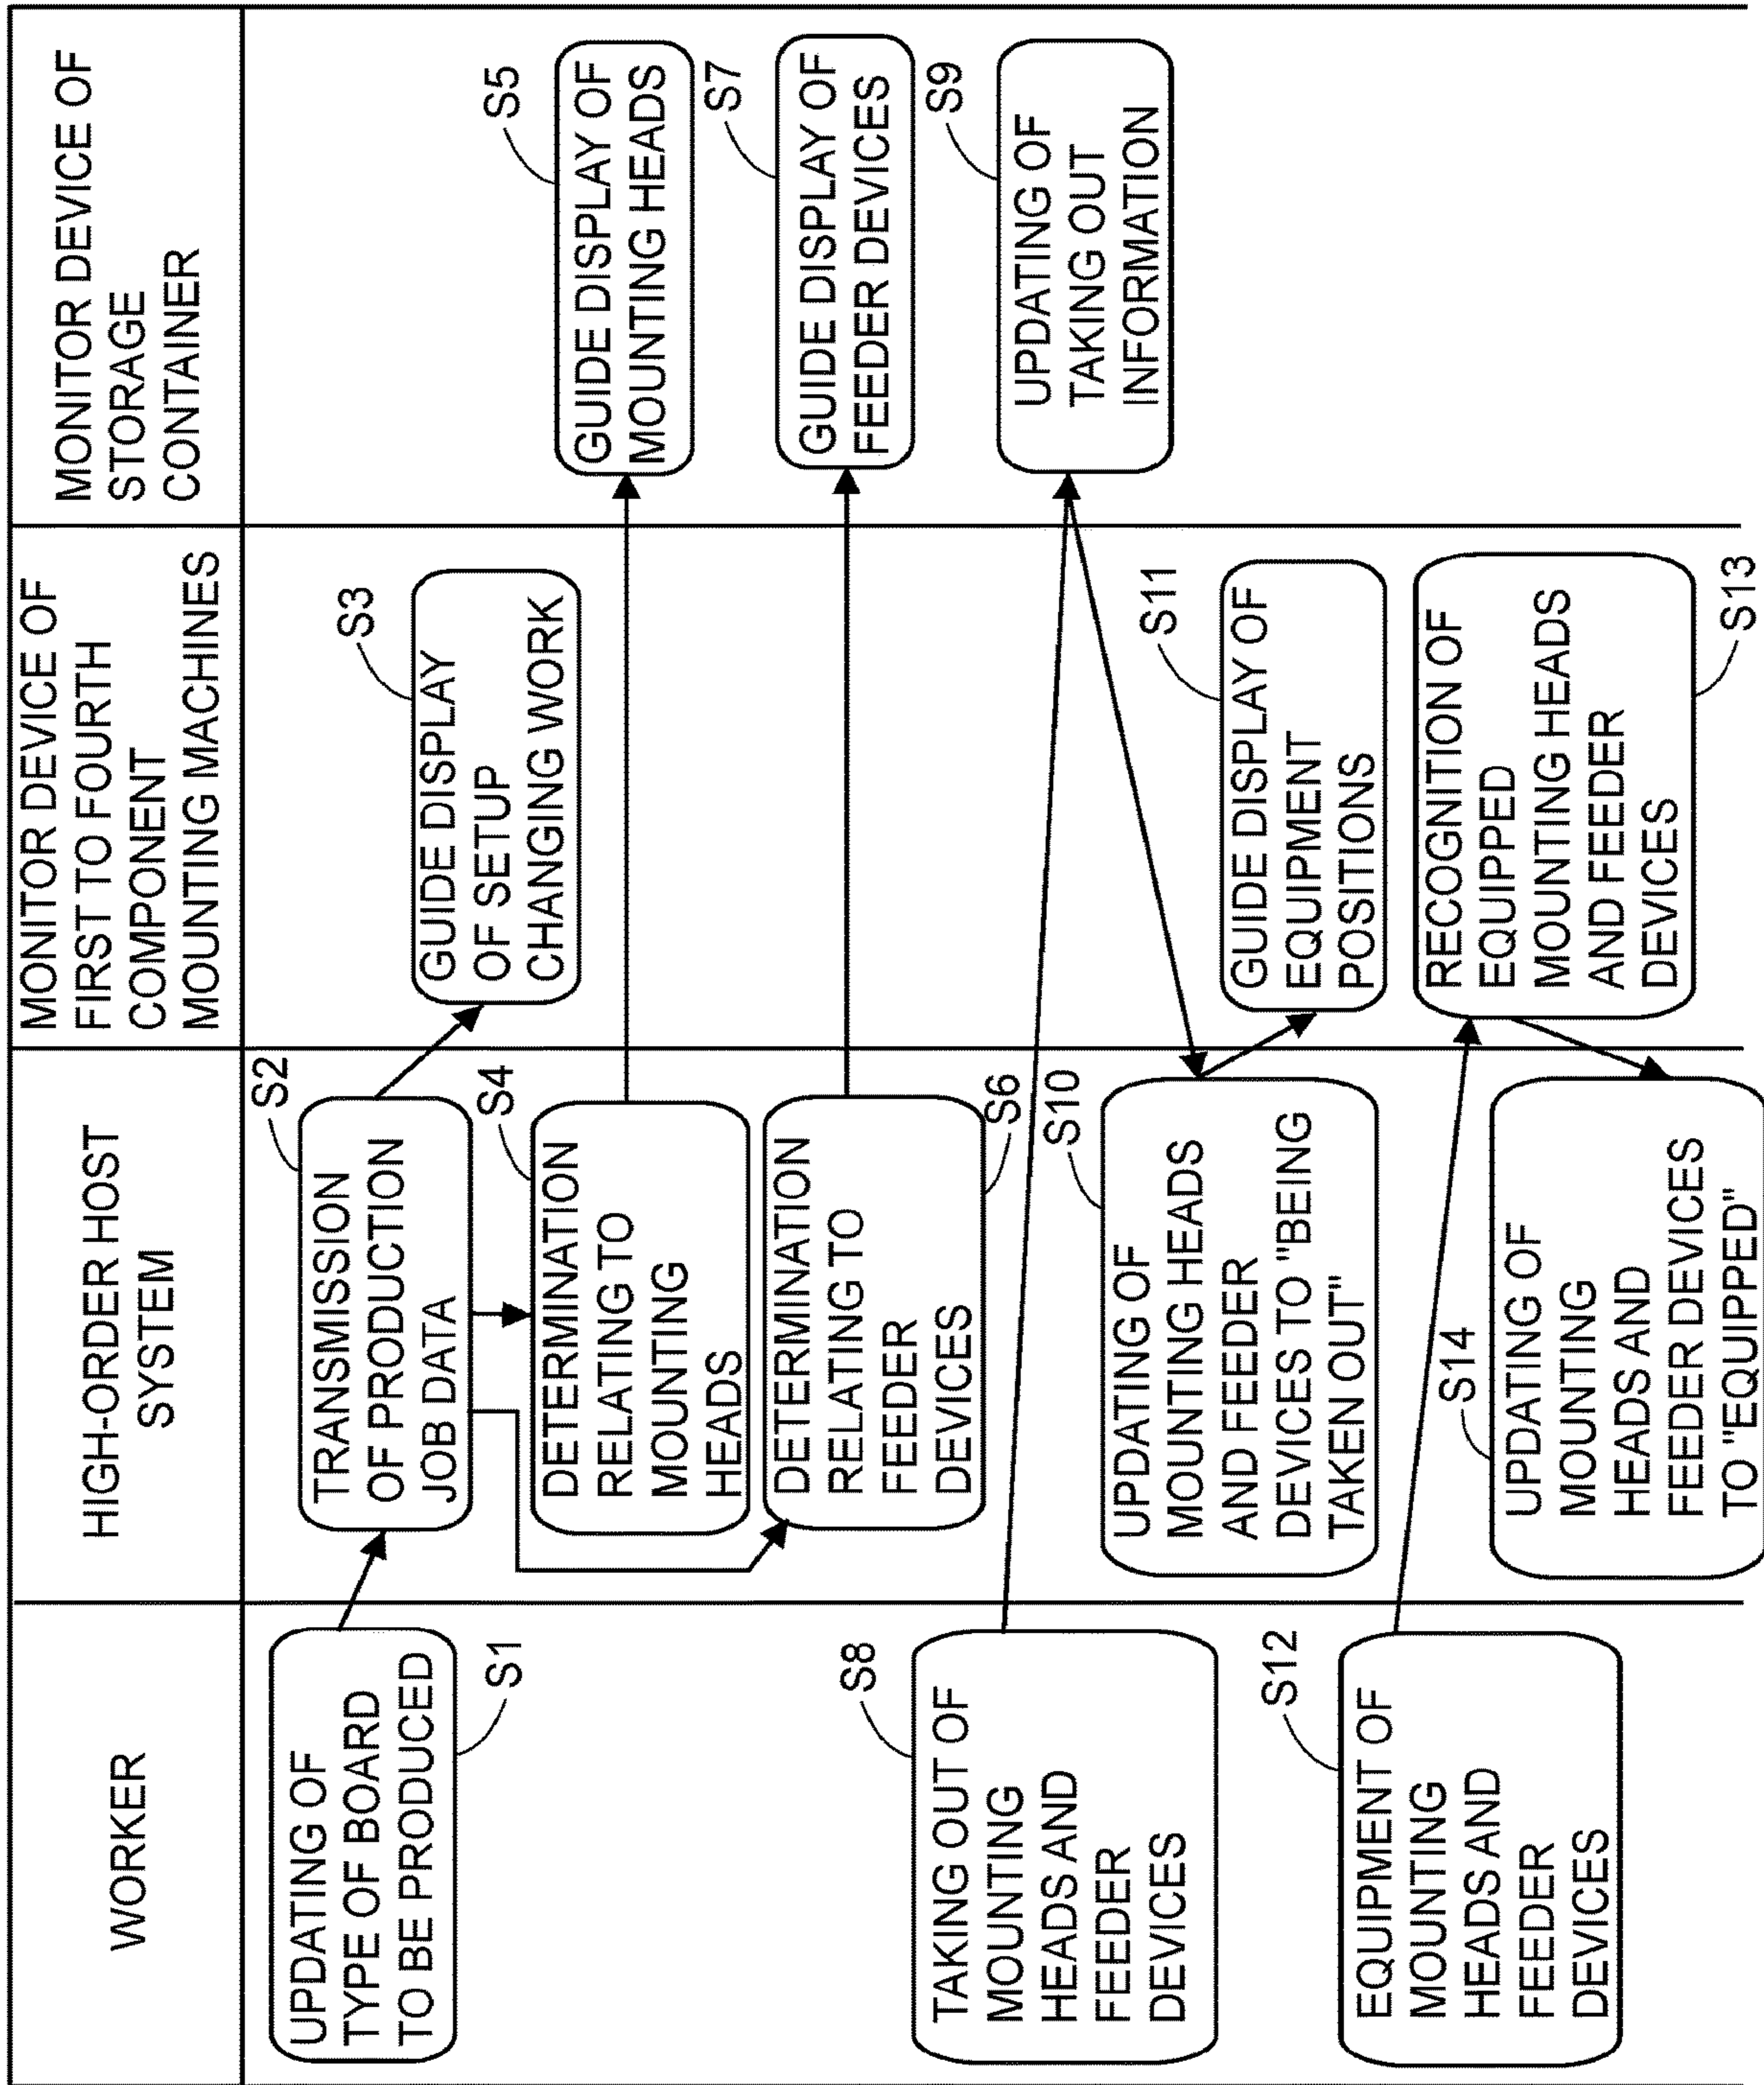 WORKER
HIGH-ORDER HOST
SYSTEM
MONITOR DEVICE OF
FIRST TO FOURTH
COMPONENT
MOUNTING MACHINES
MONITOR DEVICE OF
STORAGE
CONTAINER
UPDATING OF
TYPE OF BOARD
TO BE PRODUCED
S1
S2
TRANSMISSION
OF PRODUCTION
JOB DATA
S3
GUIDE DISPLAY
OF SETUP
CHANGING WORK
S4
DETERMINATION
RELATING TO
MOUNTING
HEADS
S5
GUIDE DISPLAY OF
MOUNTING HEADS
DETERMINATION
RELATING TO
FEEDER
DEVICES
S6
S7
GUIDE DISPLAY OF
FEEDER DEVICES
S8
TAKING OUT OF
MOUNTING
HEADS AND
FEEDER
DEVICES
S9
UPDATING OF
TAKING OUT
INFORMATION
S10
UPDATING OF
MOUNTING HEADS
AND FEEDER
DEVICES TO "BEING
TAKEN OUT"
S11
GUIDE DISPLAY OF
EQUIPMENT
POSITIONS
S12
EQUIPMENT OF
MOUNTING
HEADS AND
FEEDER
DEVICES
RECOGNITION OF
EQUIPPED
MOUNTING HEADS
AND FEEDER
DEVICES
S13
S14
UPDATING OF
MOUNTING
HEADS AND
FEEDER DEVICES
TO "EQUIPPED"